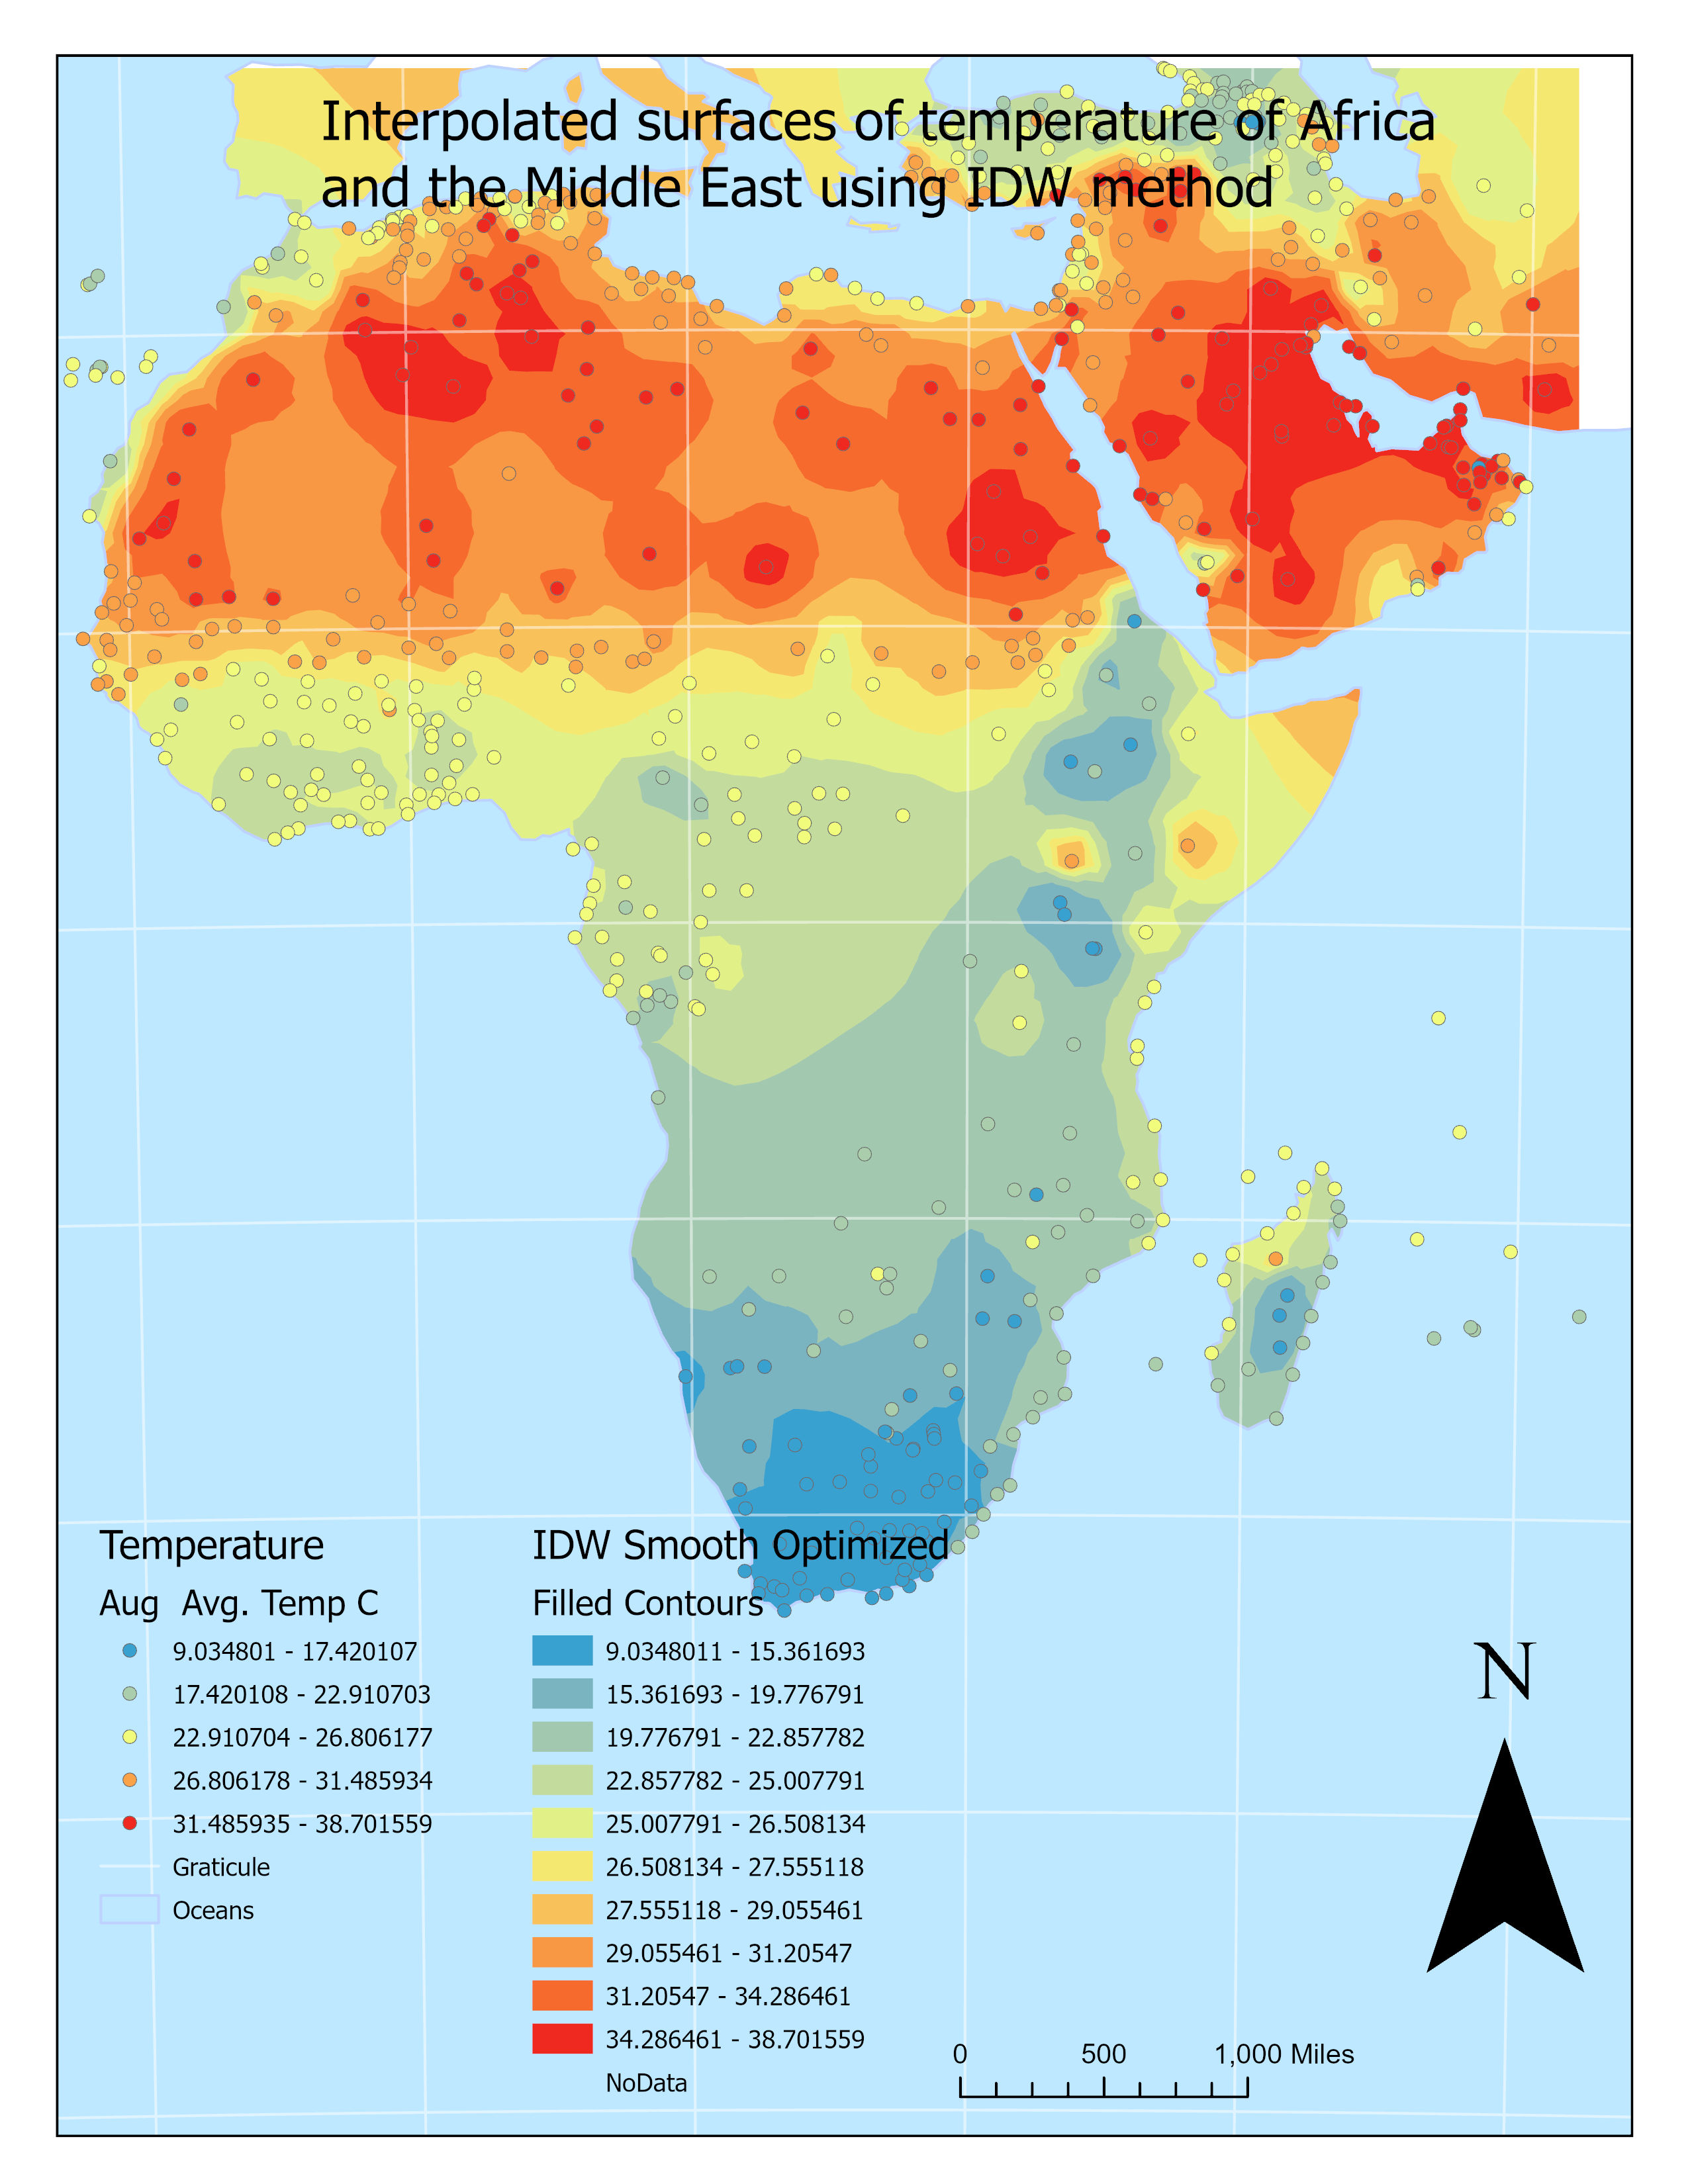 Interpolated surfaces of temperature of Africa
and the Middle East using IDW method
Temperature
Aug Avg. Temp C
9.034801 - 17.420107
17.420108 - 22.910703
22.910704 - 26.806177
26.806178 - 31.485934
31.485935 - 38.701559
Graticule
Oceans
IDW Smooth Optimized
Filled Contours
9.0348011 - 15.361693
15.361693 - 19.776791
19.776791 - 22.857782
22.857782 - 25.007791
25.007791 - 26.508134
26.508134 - 27.555118
27.555118 - 29.055461
29.055461 - 31.20547
31.20547 - 34.286461
34.286461 - 38.701559
NoData
N
0 500 1,000 Miles